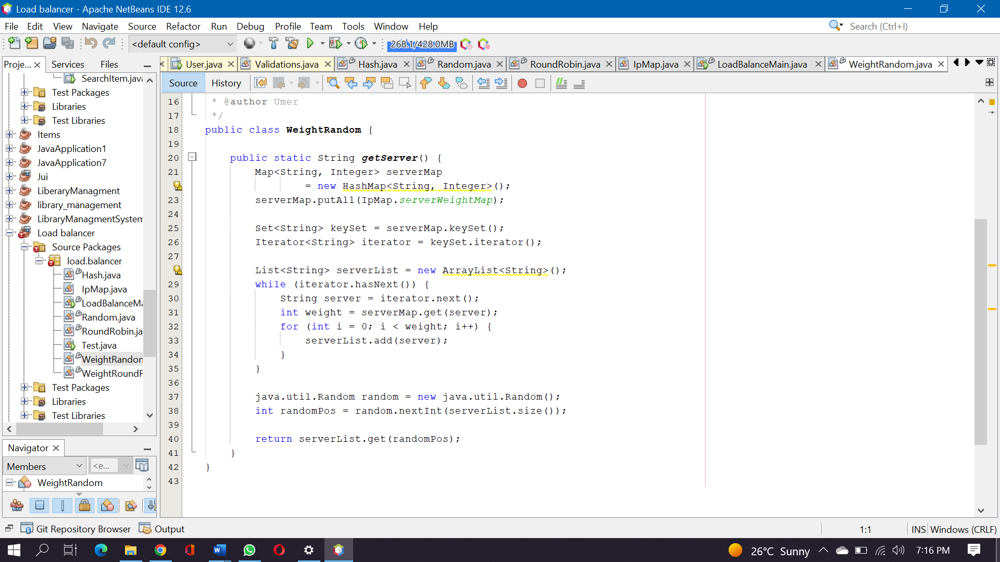 Load balancer - Apache NetBeans IDE 12.6
File Edit View Navigate Source Refactor Run Debug Profile Team Tools Window Help
Search (Ctrl+I)
<default config>
268.1/428.0MB
Proje... Services Files
User.java Validations.java Hash.java Random.java RoundRobin.java IpMap.java LoadBalanceMain.java WeightRandom.java
Source History
SearchItem.java
Test Packages
Libraries
Test Libraries
Items
JavaApplication1
JavaApplication7
Jui
LiberaryManagment
library_management
LibraryManagmentSystem
Load balancer
Source Packages
load.balancer
Hash.java
IpMap.java
LoadBalanceMa
Random.java
RoundRobin.ja
Test.java
WeightRandon
WeightRoundR
Test Packages
Libraries
Test Libraries
Navigator
Members <e...
WeightRandom
16 * @author Umer
17 */
18 public class WeightRandom {
19
20 public static String getServer() {
21 Map<String, Integer> serverMap
= new HashMap<String, Integer>();
23 serverMap.putAll(IpMap.serverWeightMap);
24
25 Set<String> keySet = serverMap.keySet();
26 Iterator<String> iterator = keySet.iterator();
27
List<String> serverList = new ArrayList<String>();
29 while (iterator.hasNext()) {
30 String server = iterator.next();
31 int weight = serverMap.get(server);
32 for (int i = 0; i < weight; i++) {
33 serverList.add(server);
34 }
35 }
36
37 java.util.Random random = new java.util.Random();
38 int randomPos = random.nextInt(serverList.size());
39
40 return serverList.get(randomPos);
41 }
42 }
43
Git Repository Browser Output
1:1 INS Windows (CRLF)
26°C Sunny 7:16 PM